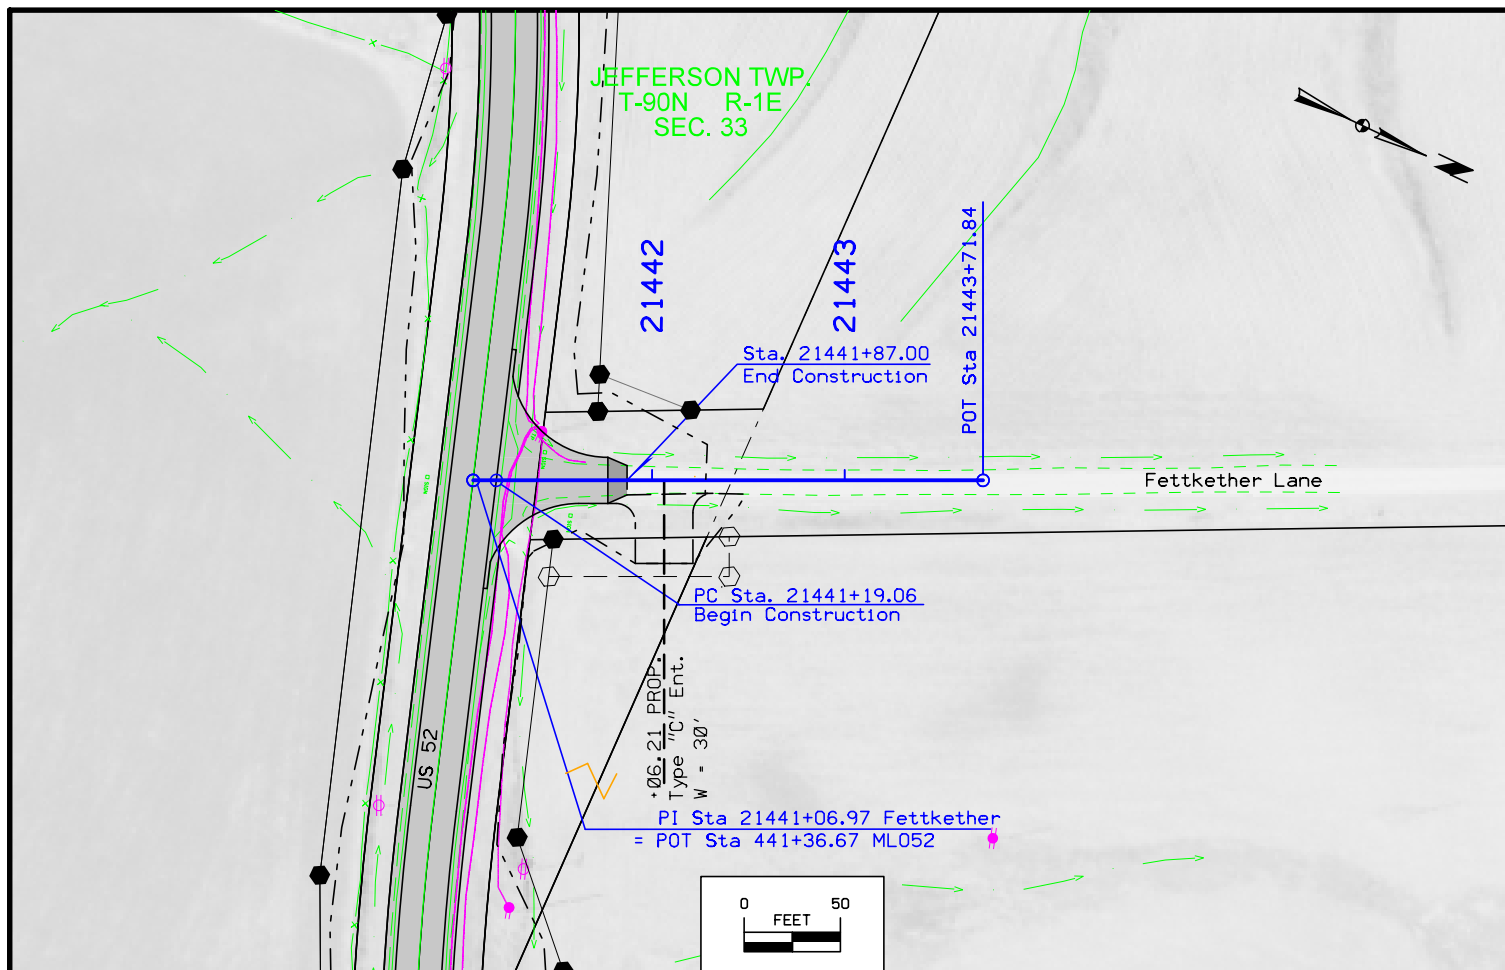 JEFFERSON TWP.
T-90N R-1E
SEC. 33
N
21442
21443
POT Sta 21443+71.84
Sta. 21441+87.00
End Construction
Fettkether Lane
PC Sta. 21441+19.06
Begin Construction
+06.21 PROP.
Type "C" Ent.
W = 30'
US 52
PI Sta 21441+06.97 Fettkether
= POT Sta 441+36.67 ML052
0 50
FEET